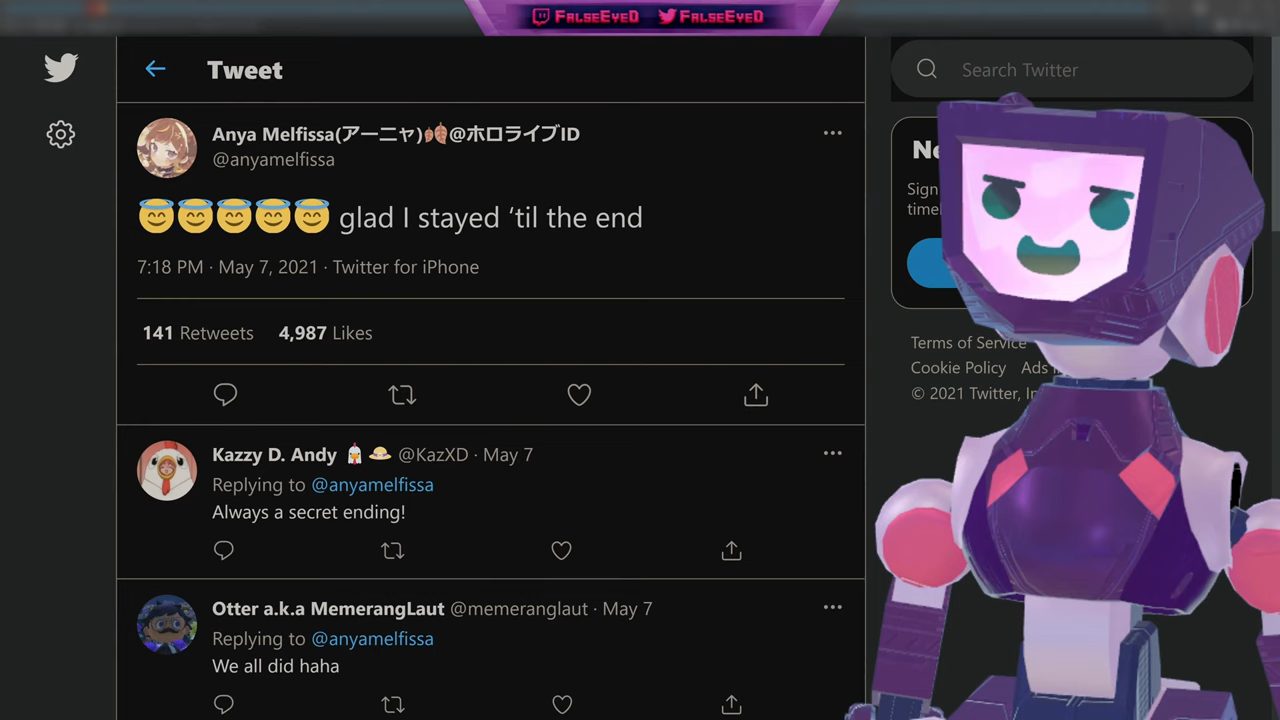 FalseEyeD FalseEyeD
Tweet
Search Twitter
Anya Melfissa(アーニャ)🍂@ホロライブID
@anyamelfissa
😇😇😇😇😇 glad I stayed ‘til the end
7:18 PM · May 7, 2021 · Twitter for iPhone
141 Retweets 4,987 Likes
Kazzy D. Andy 🐔👒 @KazXD · May 7
Replying to @anyamelfissa
Always a secret ending!
Otter a.k.a MemerangLaut @memeranglaut · May 7
Replying to @anyamelfissa
We all did haha
Sign
Terms of Service
Cookie Policy Ads
© 2021 Twitter,